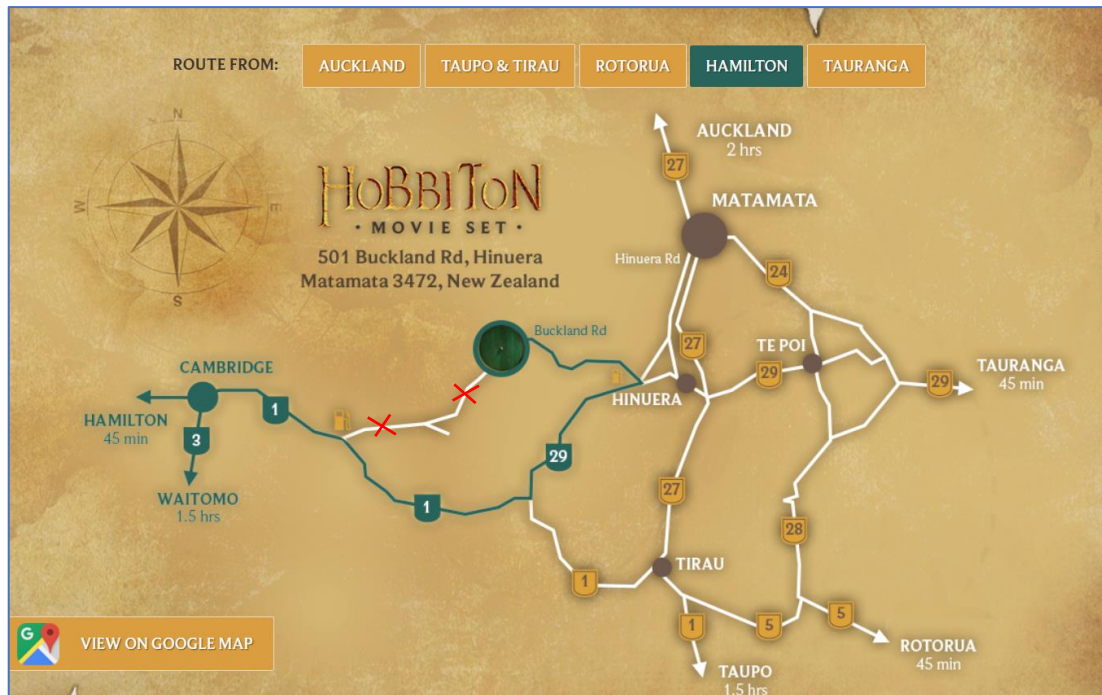 ROUTE FROM: AUCKLAND TAUPO & TIRAU ROTORUA HAMILTON TAURANGA
N
W
E
S
HOBBITON
· MOVIE SET ·
501 Buckland Rd, Hinuera
Matamata 3472, New Zealand
AUCKLAND
2 hrs
27
MATAMATA
Hinuera Rd
24
Buckland Rd
27
TE POI
29
HINUERA
TAURANGA
45 min
29
CAMBRIDGE
1
HAMILTON
45 min
3
WAITOMO
1.5 hrs
29
1
27
28
TIRAU
1
1
5
5
TAUPO
1.5 hrs
ROTORUA
45 min
G
VIEW ON GOOGLE MAP